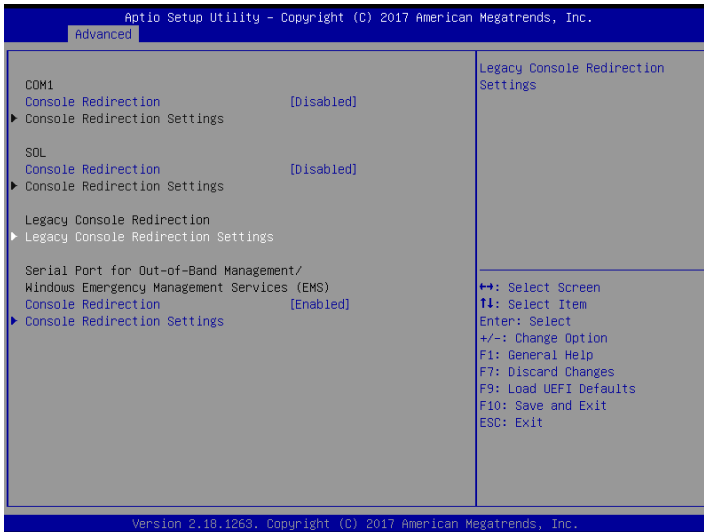 Aptio Setup Utility – Copyright (C) 2017 American Megatrends, Inc.
Advanced
COM1
Console Redirection [Disabled]
▶ Console Redirection Settings
SOL
Console Redirection [Disabled]
▶ Console Redirection Settings
Legacy Console Redirection
▶ Legacy Console Redirection Settings
Serial Port for Out-of-Band Management/
Windows Emergency Management Services (EMS)
Console Redirection [Enabled]
▶ Console Redirection Settings
Legacy Console Redirection
Settings
↔: Select Screen
↑↓: Select Item
Enter: Select
+/-: Change Option
F1: General Help
F7: Discard Changes
F9: Load UEFI Defaults
F10: Save and Exit
ESC: Exit
Version 2.18.1263. Copyright (C) 2017 American Megatrends, Inc.